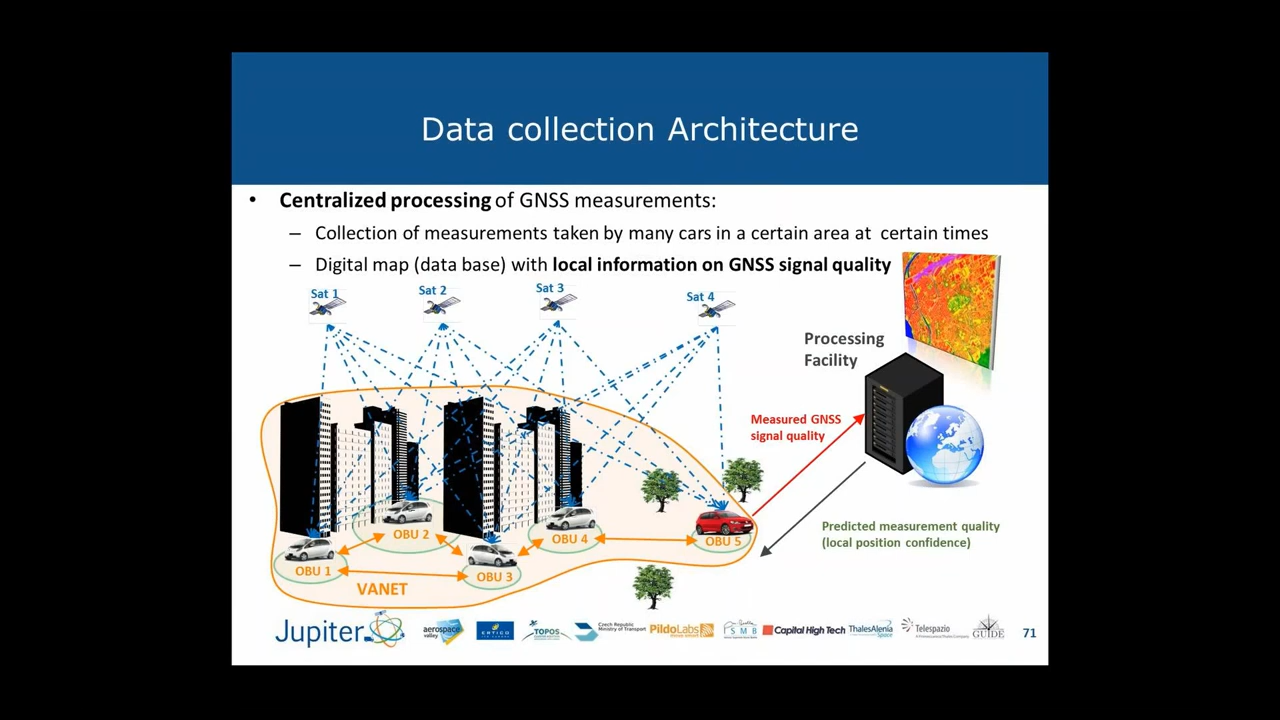 Data collection Architecture
• Centralized processing of GNSS measurements:
– Collection of measurements taken by many cars in a certain area at certain times
– Digital map (data base) with local information on GNSS signal quality
Sat 1
Sat 2
Sat 3
Sat 4
Processing
Facility
Measured GNSS
signal quality
Predicted measurement quality
(local position confidence)
OBU 1
OBU 2
OBU 3
OBU 4
OBU 5
VANET
Jupiter
aerospace
valley
ERTICO
TOPOS
Czech Republic
Ministry of Transport
PildoLabs
ISMB
Capital High Tech
ThalesAlenia
Space
Telespazio
GUIDE
71